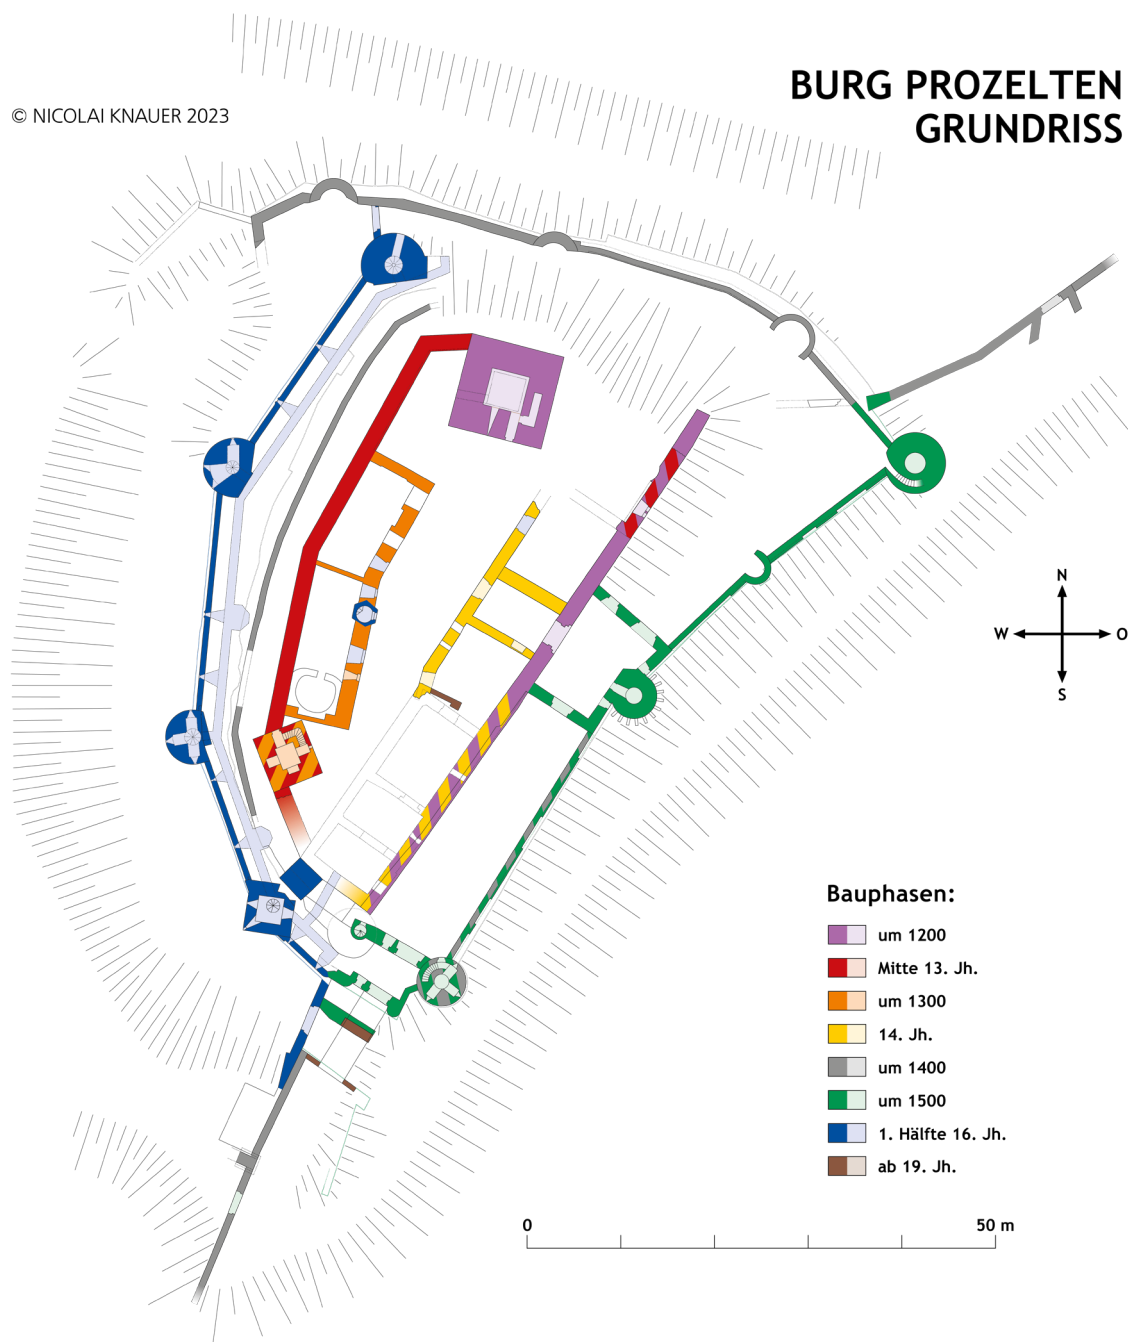 BURG PROZELTEN
GRUNDRISS
© NICOLAI KNAUER 2023
N
W
O
S
Bauphasen:
um 1200
Mitte 13. Jh.
um 1300
14. Jh.
um 1400
um 1500
1. Hälfte 16. Jh.
ab 19. Jh.
0
50 m